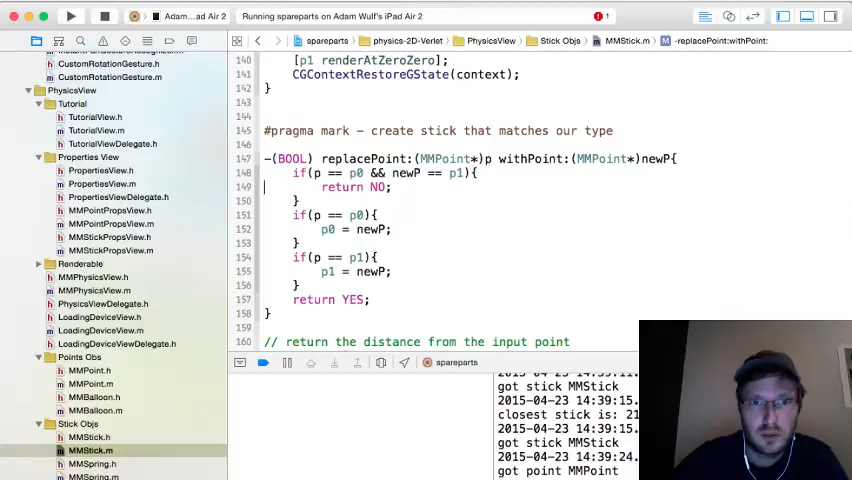 Adam...ad Air 2
Running spareparts on Adam Wulf's iPad Air 2
1
spareparts
physics-2D-Verlet
PhysicsView
Stick Objs
MMStick.m
-replacePoint:withPoint:
CustomRotationGesture.h
CustomRotationGesture.m
PhysicsView
Tutorial
TutorialView.h
TutorialView.m
TutorialViewDelegate.h
Properties View
PropertiesView.h
PropertiesView.m
PropertiesViewDelegate.h
MMPointPropsView.h
MMPointPropsView.m
MMStickPropsView.h
MMStickPropsView.m
Renderable
MMPhysicsView.h
MMPhysicsView.m
PhysicsViewDelegate.h
LoadingDeviceView.h
LoadingDeviceView.m
LoadingDeviceViewDelegate.h
Points Obs
MMPoint.h
MMPoint.m
MMBalloon.h
MMBalloon.m
Stick Objs
MMStick.h
MMStick.m
MMSpring.h
MMSpring.m
140 [p1 renderAtZeroZero];
141 CGContextRestoreGState(context);
142 }
143
144
145 #pragma mark - create stick that matches our type
146
147 -(BOOL) replacePoint:(MMPoint*)p withPoint:(MMPoint*)newP{
148 if(p == p0 && newP == p1){
149 return NO;
150 }
151 if(p == p0){
152 p0 = newP;
153 }
154 if(p == p1){
155 p1 = newP;
156 }
157 return YES;
158 }
159
160 // return the distance from the input point
spareparts
2015-04-23 14:39:11.
got stick MMStick
2015-04-23 14:39:15.
closest stick is: 21
2015-04-23 14:39:15.
got stick MMStick
2015-04-23 14:39:24.
got point MMPoint